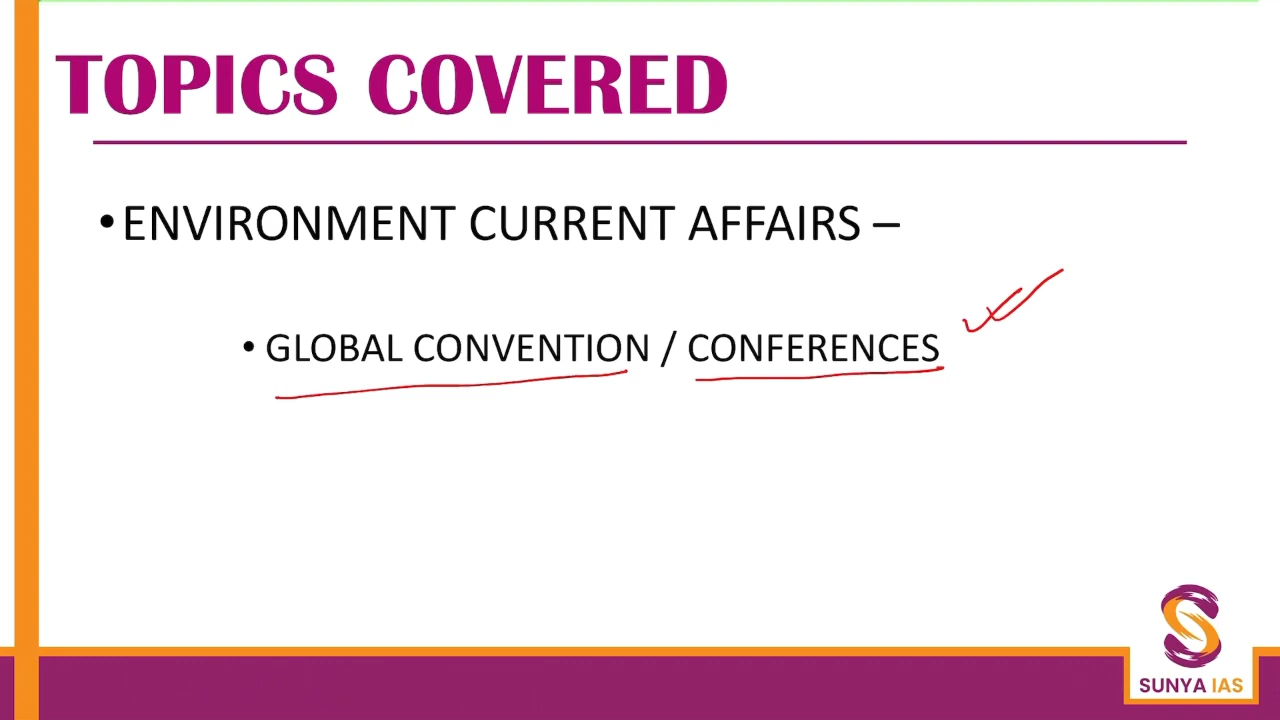 TOPICS COVERED
•ENVIRONMENT CURRENT AFFAIRS –
• GLOBAL CONVENTION / CONFERENCES
SUNYA IAS